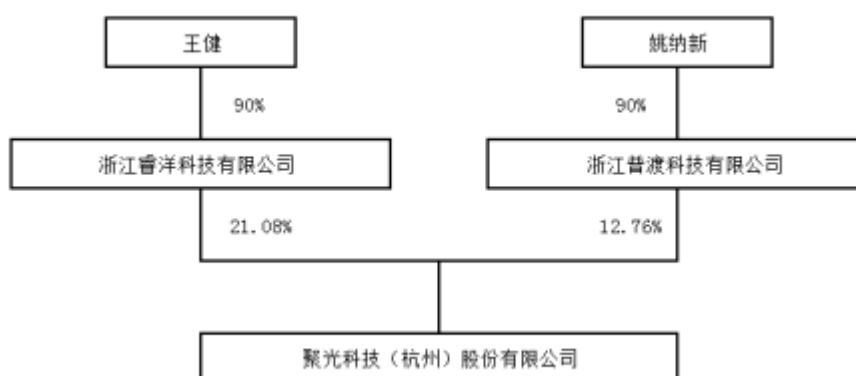 王健
姚纳新
90%
90%
浙江睿洋科技有限公司
浙江普渡科技有限公司
21.08%
12.76%
聚光科技（杭州）股份有限公司